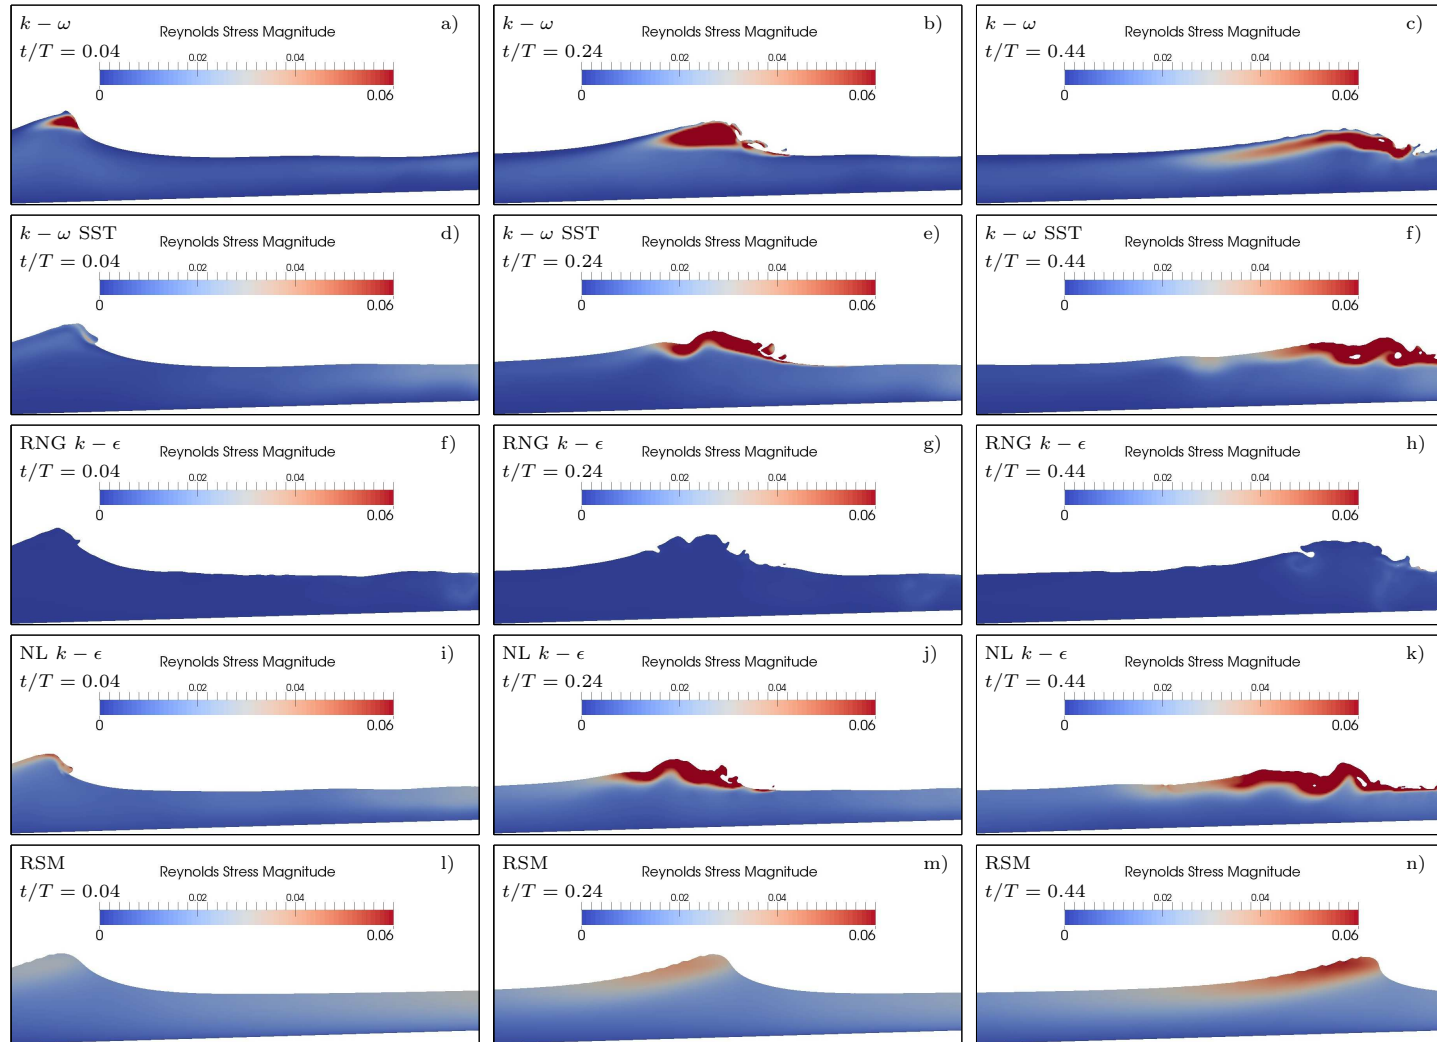 k − ω a)
Reynolds Stress Magnitude
t/T = 0.04
0.02 0.04
0 0.06
k − ω b)
Reynolds Stress Magnitude
t/T = 0.24
0.02 0.04
0 0.06
k − ω c)
Reynolds Stress Magnitude
t/T = 0.44
0.02 0.04
0 0.06
k − ω SST d)
Reynolds Stress Magnitude
t/T = 0.04
0.02 0.04
0 0.06
k − ω SST e)
Reynolds Stress Magnitude
t/T = 0.24
0.02 0.04
0 0.06
k − ω SST f)
Reynolds Stress Magnitude
t/T = 0.44
0.02 0.04
0 0.06
RNG k − ϵ f)
Reynolds Stress Magnitude
t/T = 0.04
0.02 0.04
0 0.06
RNG k − ϵ g)
Reynolds Stress Magnitude
t/T = 0.24
0.02 0.04
0 0.06
RNG k − ϵ h)
Reynolds Stress Magnitude
t/T = 0.44
0.02 0.04
0 0.06
NL k − ϵ i)
Reynolds Stress Magnitude
t/T = 0.04
0.02 0.04
0 0.06
NL k − ϵ j)
Reynolds Stress Magnitude
t/T = 0.24
0.02 0.04
0 0.06
NL k − ϵ k)
Reynolds Stress Magnitude
t/T = 0.44
0.02 0.04
0 0.06
RSM l)
Reynolds Stress Magnitude
t/T = 0.04
0.02 0.04
0 0.06
RSM m)
Reynolds Stress Magnitude
t/T = 0.24
0.02 0.04
0 0.06
RSM n)
Reynolds Stress Magnitude
t/T = 0.44
0.02 0.04
0 0.06